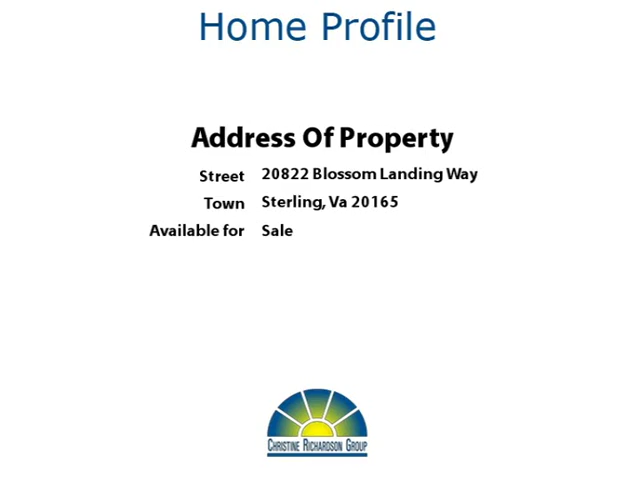 Home Profile
Address Of Property
Street 20822 Blossom Landing Way
Town Sterling, Va 20165
Available for Sale
Christine Richardson Group